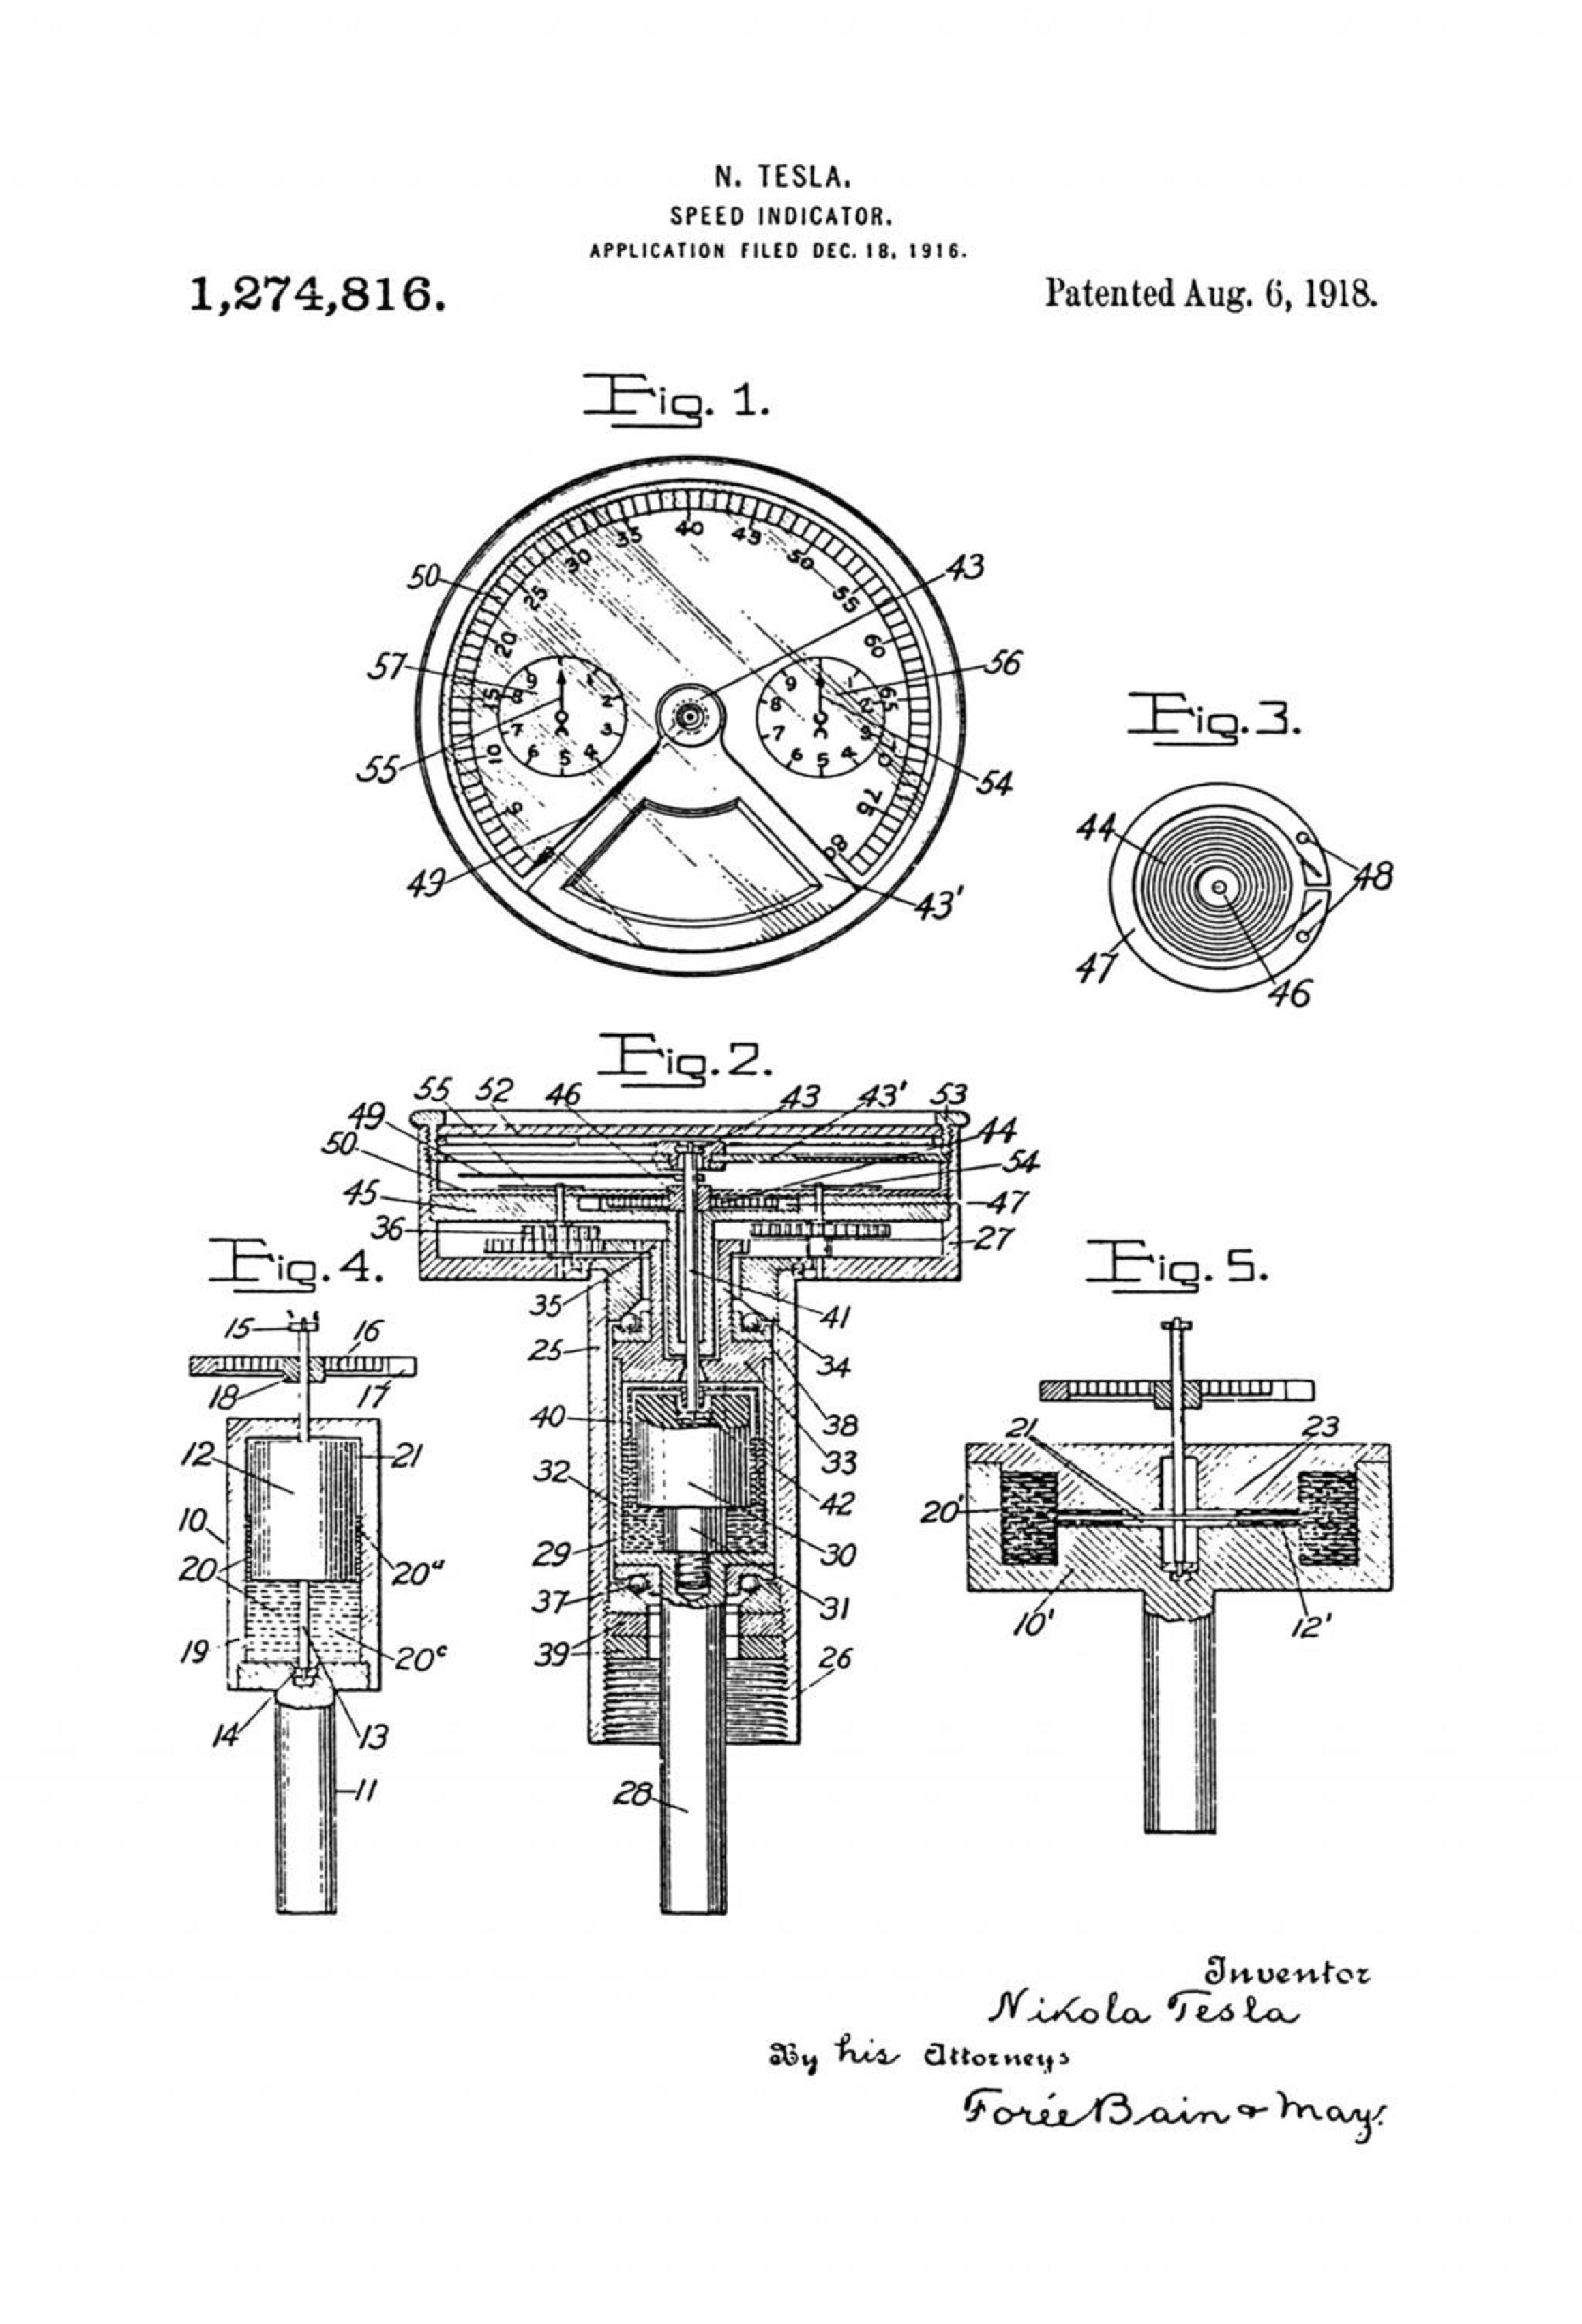 N. TESLA.
SPEED INDICATOR.
APPLICATION FILED DEC. 18, 1916.
1,274,816. Patented Aug. 6, 1918.
Fig. 1.
40
35 45
30 50
25 55
20 60
15 65
10 70
5 75
80
9 1
8 2
7 3
6 5 4
9 1
8 2
7 3
6 5 4
50 43
57 56
55 54
49 43'
Fig. 3.
44
48
47
46
Fig. 2.
55 52 46 43 43' 53
49 44
50 54
45 47
36 27
35 41
25 34
40 38
32 33
42
29 30
37 31
39 26
28
Fig. 4.
15 16
18 17
12 21
10
20 20a
19 20c
14 13
11
Fig. 5.
21 23
20'
10' 12'
Inventor
Nikola Tesla
By his Attorneys
Forée Bain & May.